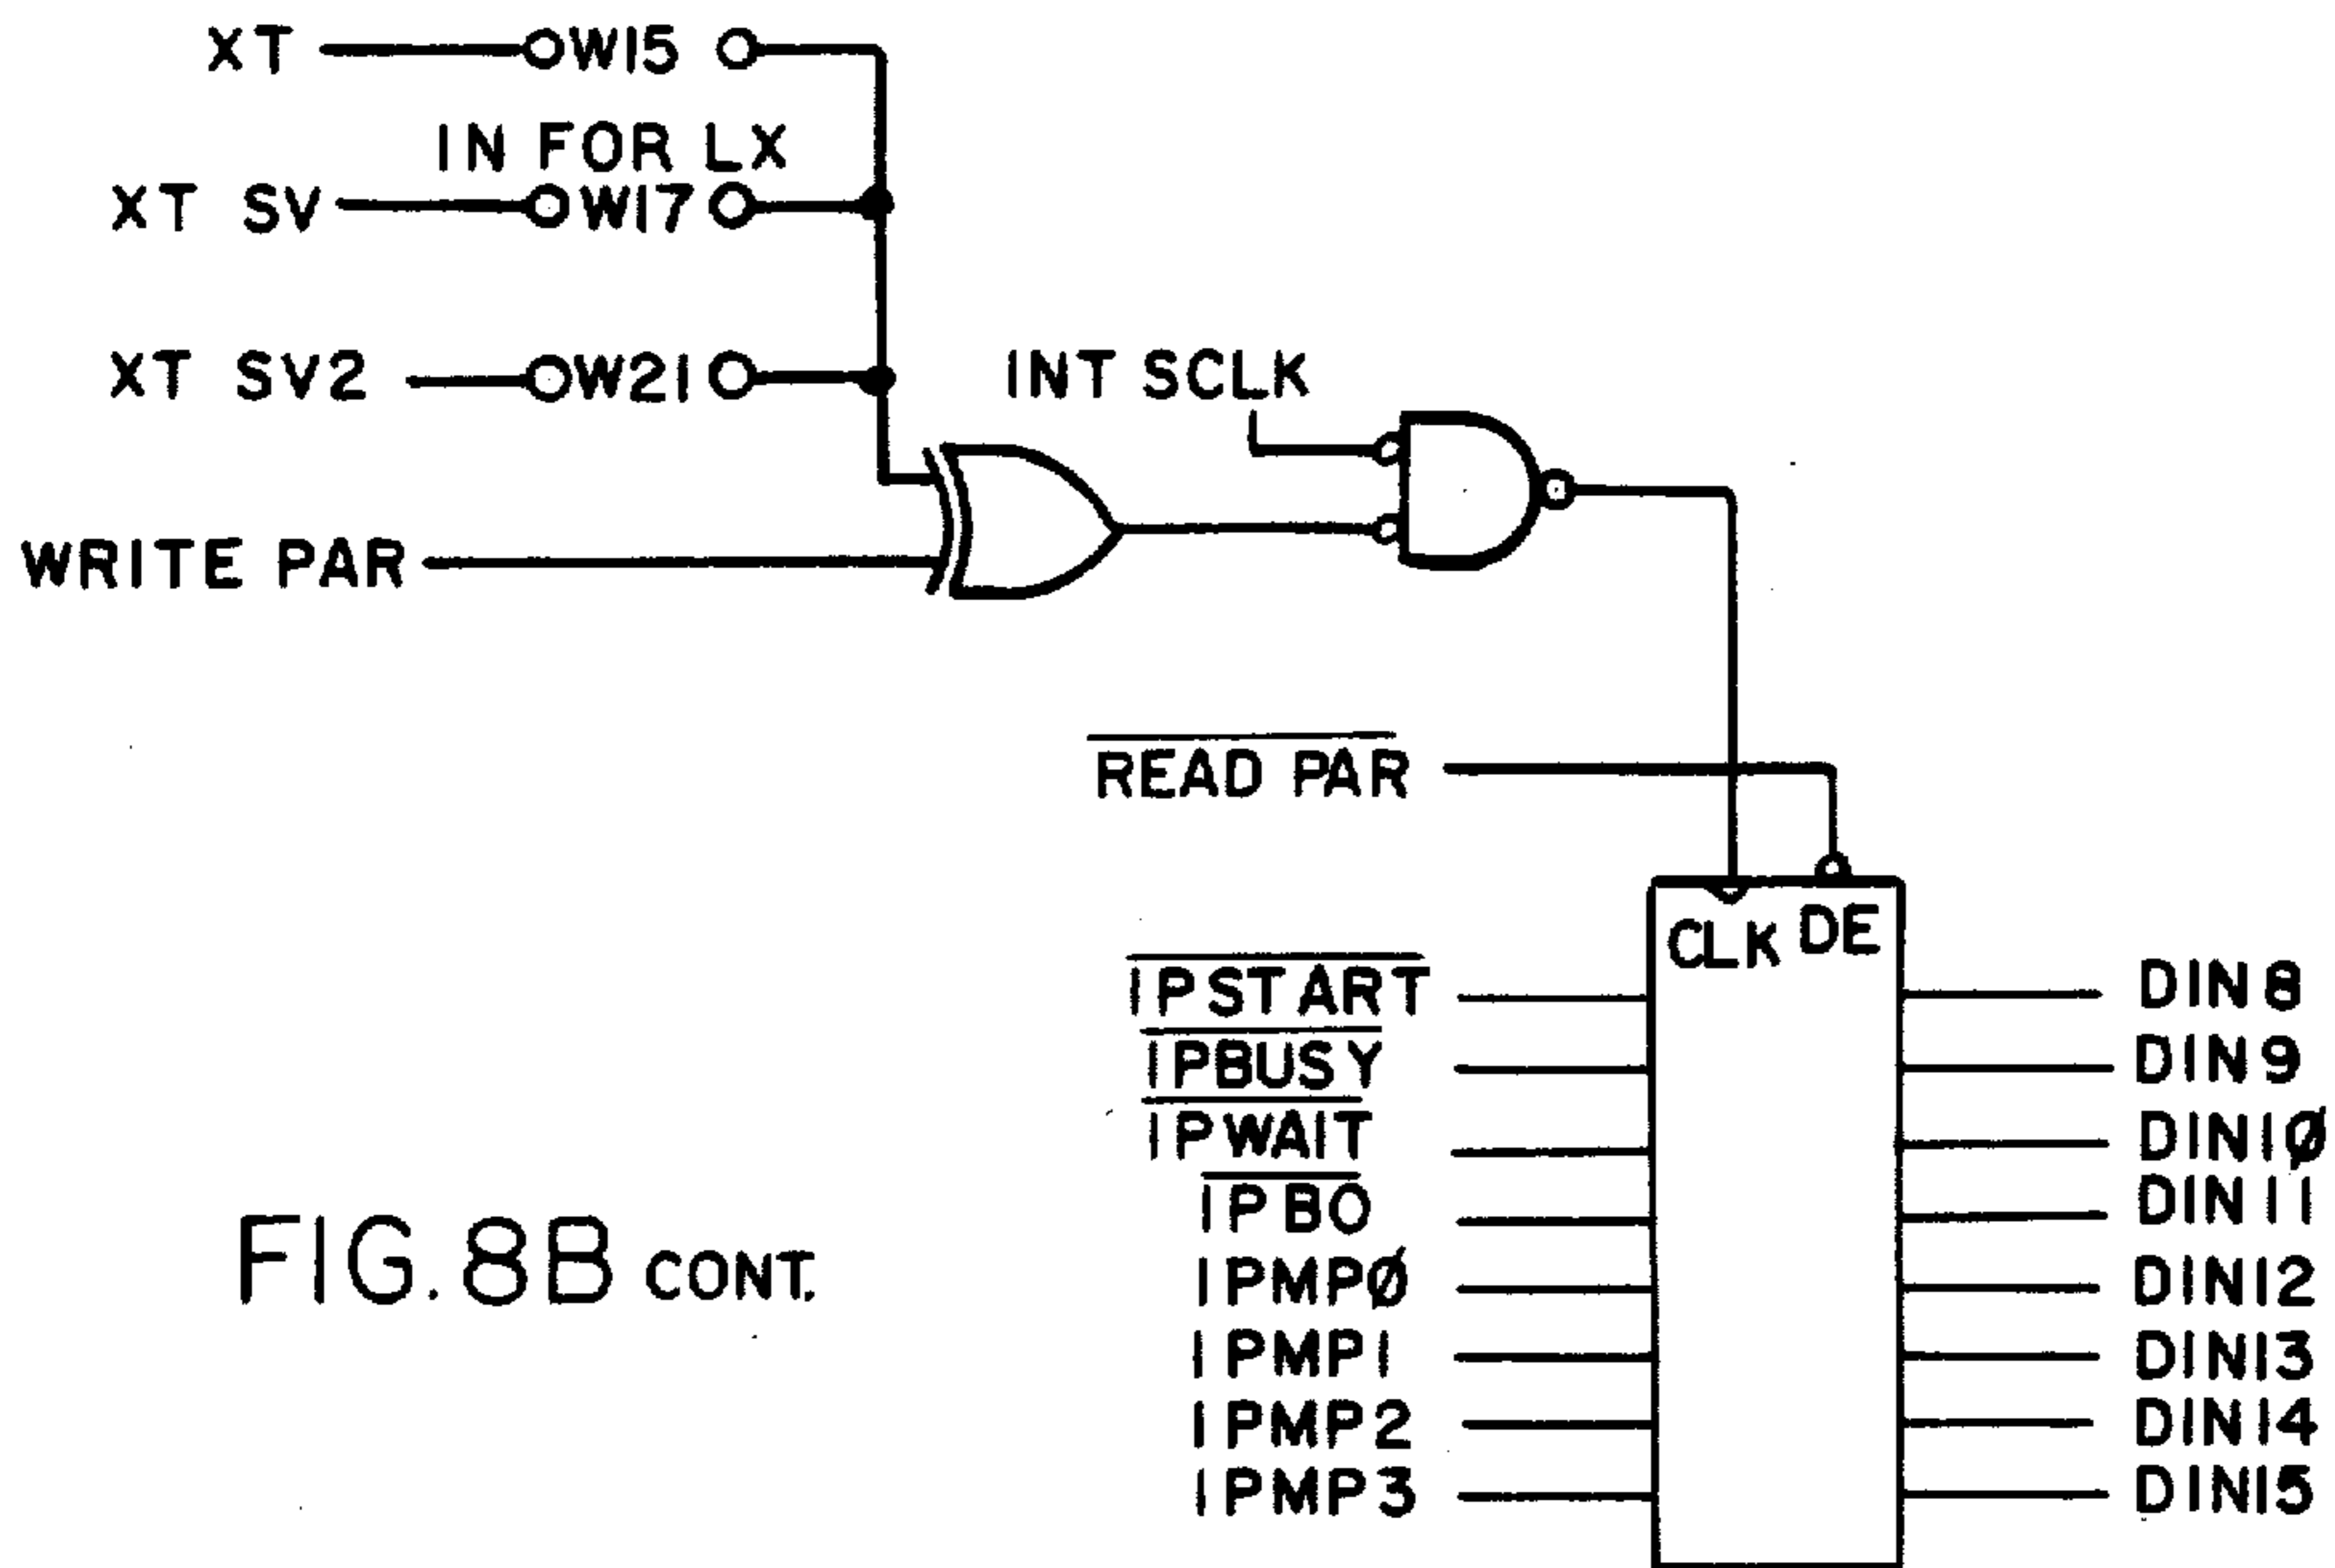 XT W15
IN FOR LX
XT SV W17
XT SV2 W21
INT SCLK
WRITE PAR
READ PAR
CLK DE
IPSTART DIN8
IPBUSY DIN9
IPWAIT DIN1Ø
IPBO DIN11
IPMPØ DIN12
IPMP1 DIN13
IPMP2 DIN14
IPMP3 DIN15
FIG. 8B CONT.